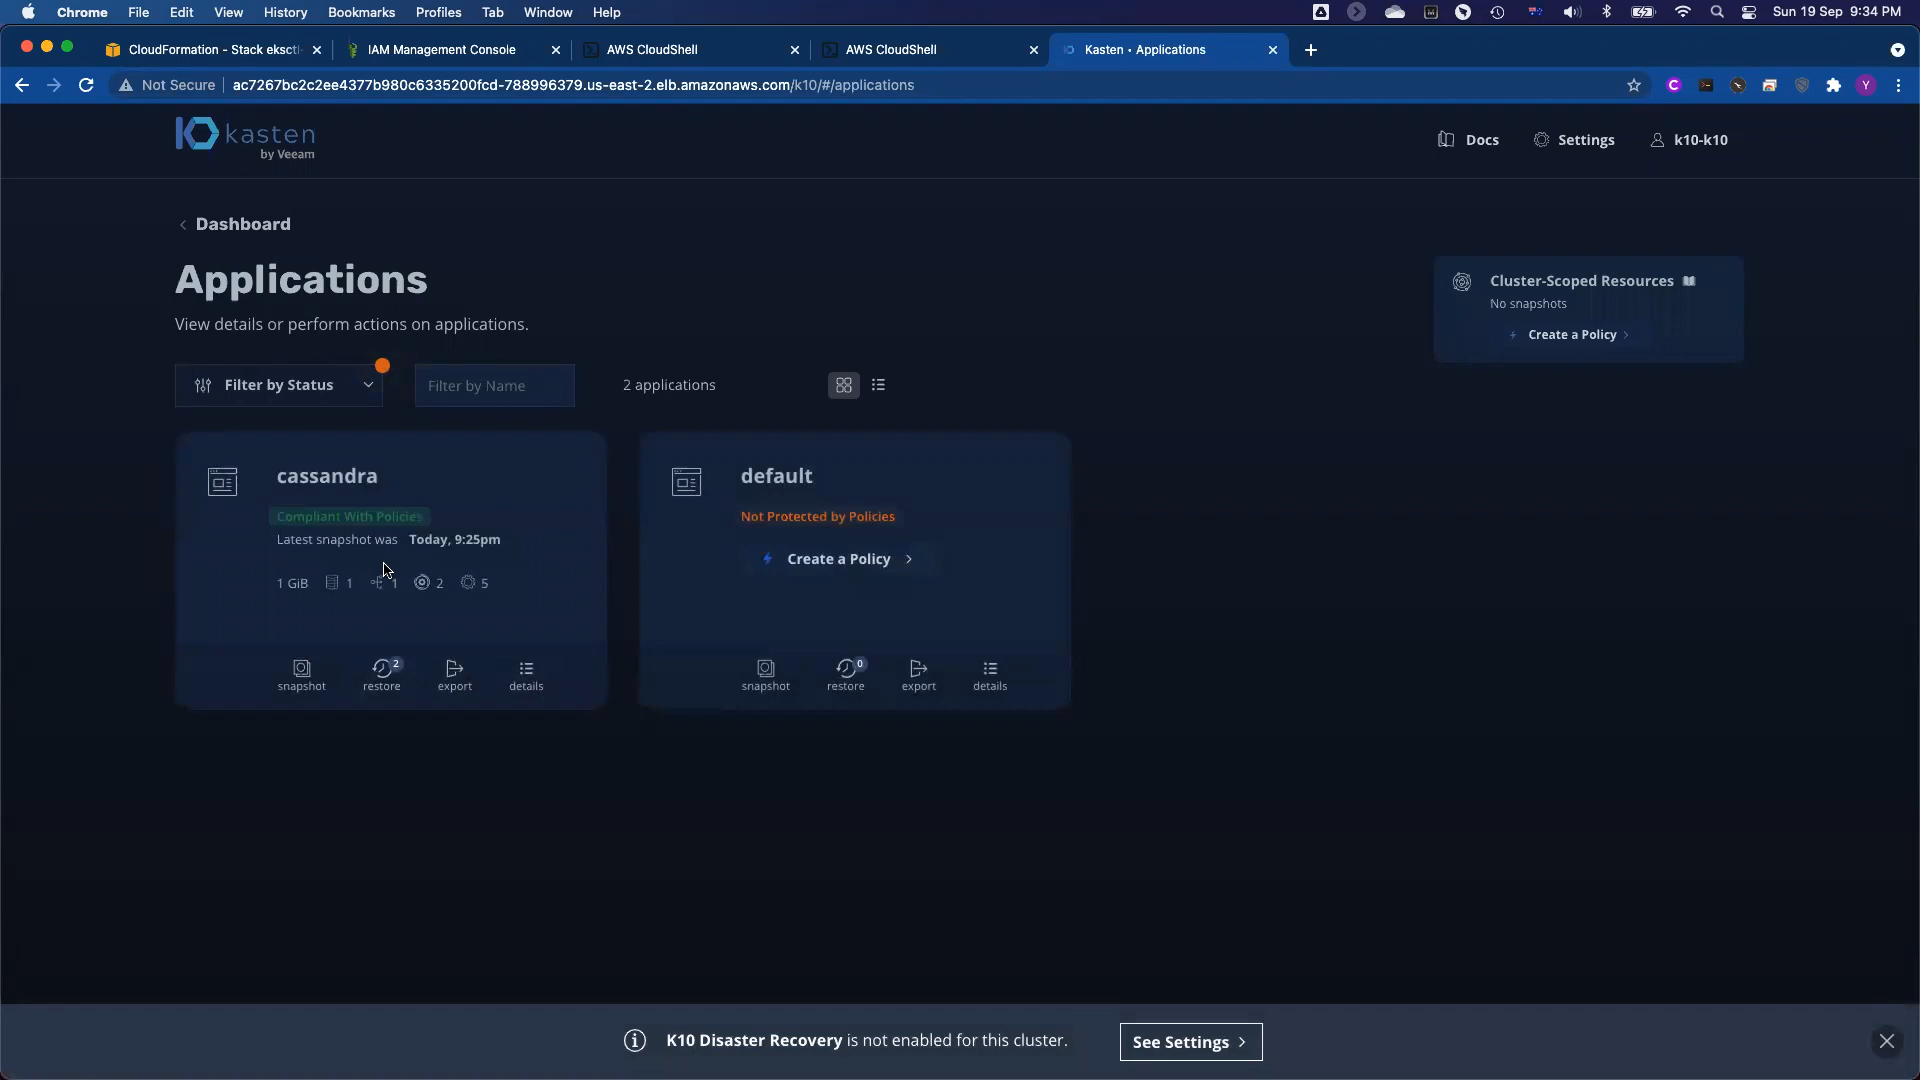 Chrome File Edit View History Bookmarks Profiles Tab Window Help Sun 19 Sep 9:34 PM
CloudFormation - Stack eksctl- IAM Management Console AWS CloudShell AWS CloudShell Kasten • Applications
Not Secure ac7267bc2c2ee4377b980c6335200fcd-788996379.us-east-2.elb.amazonaws.com/k10/#/applications Y
kasten
by Veeam
Docs Settings k10-k10
Dashboard
Applications
View details or perform actions on applications.
Cluster-Scoped Resources
No snapshots
Create a Policy
Filter by Status Filter by Name 2 applications
cassandra
Compliant With Policies
Latest snapshot was Today, 9:25pm
1 GiB 1 1 2 5
2
snapshot restore export details
default
Not Protected by Policies
Create a Policy
0
snapshot restore export details
K10 Disaster Recovery is not enabled for this cluster. See Settings